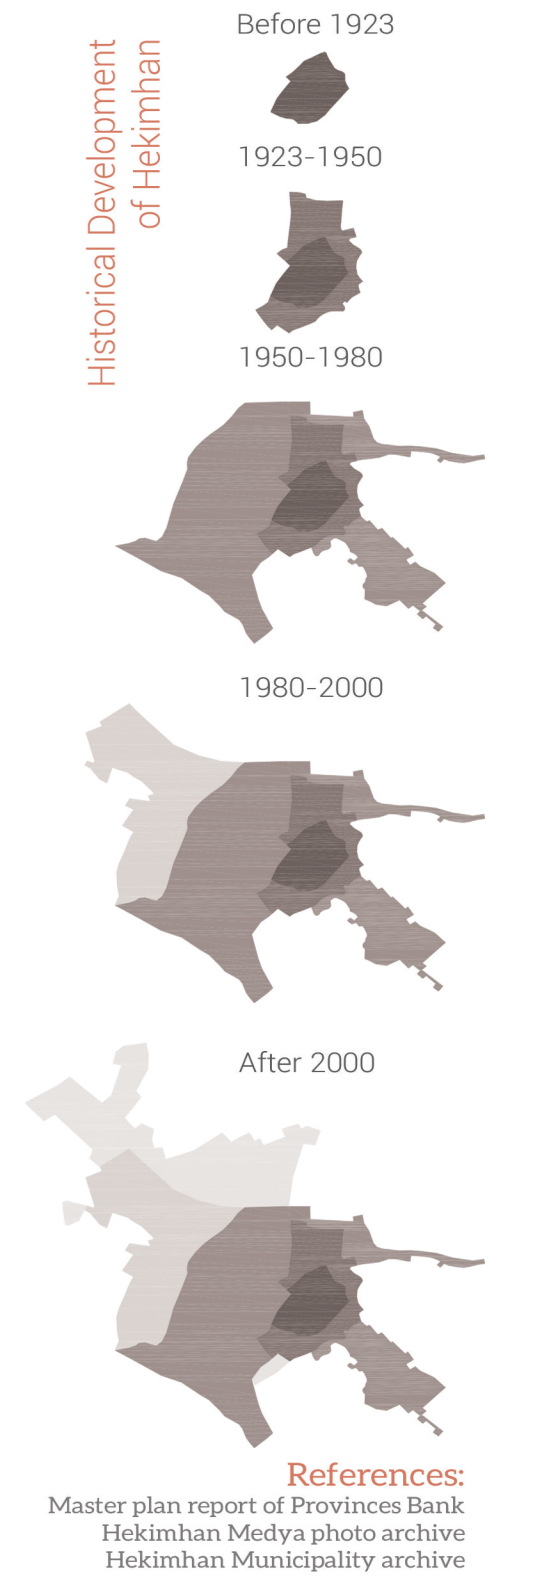 Historical Development
of Hekimhan
Before 1923
1923-1950
1950-1980
1980-2000
After 2000
References:
Master plan report of Provinces Bank
Hekimhan Medya photo archive
Hekimhan Municipality archive